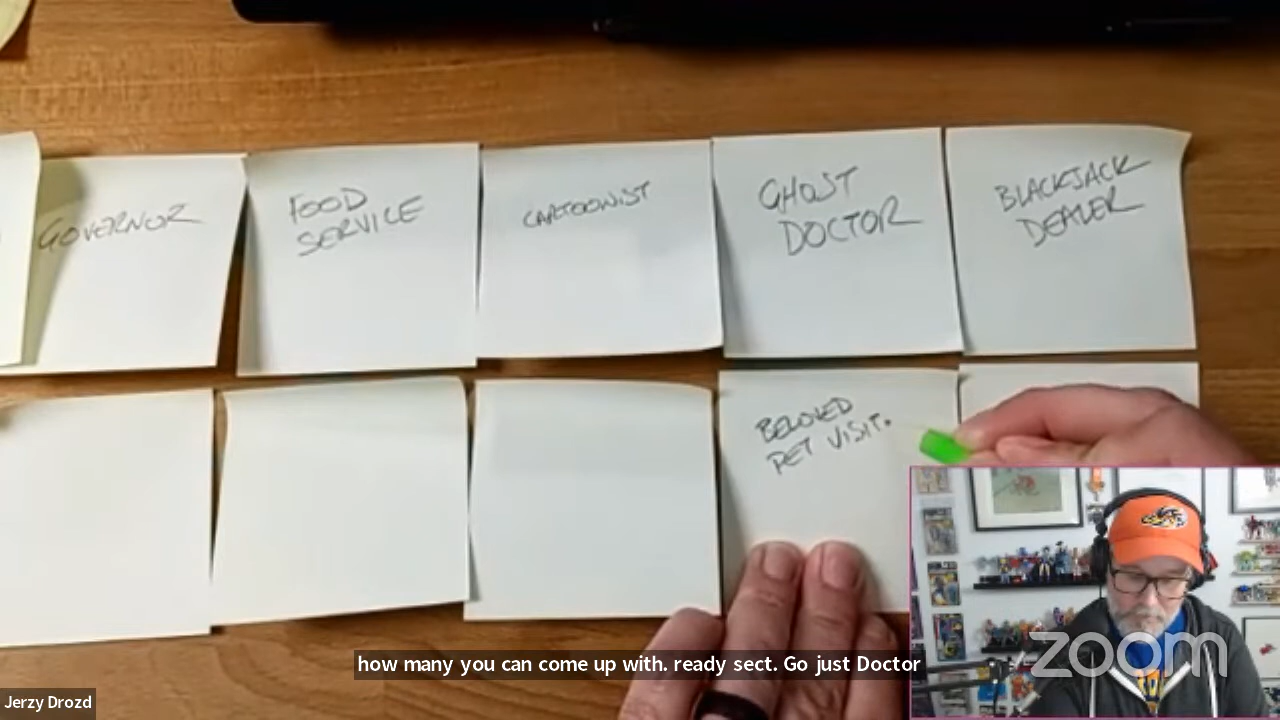 GOVERNOR
FOOD
SERVICE
CARTOONIST
GHOST
DOCTOR
BLACKJACK
DEALER
BELOVED
PET VISIT.
how many you can come up with. ready sect. Go just Doctor
zoom
Jerzy Drozd